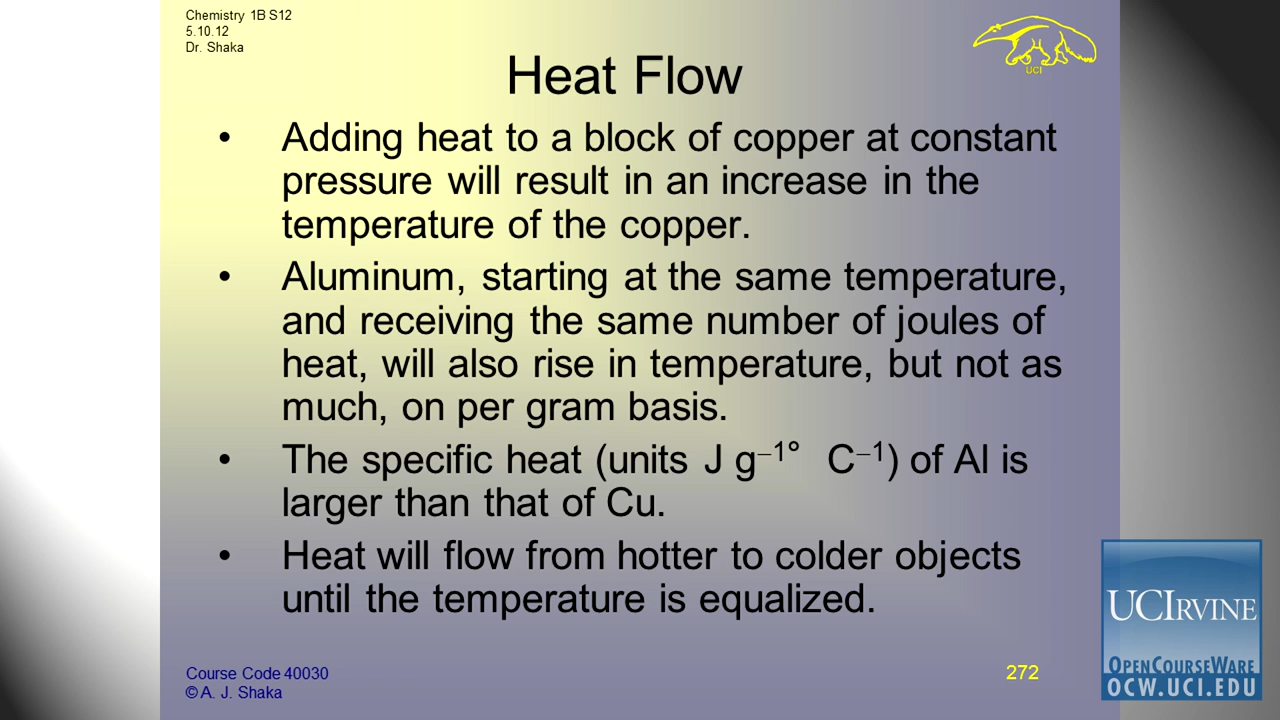 Chemistry 1B S12
5.10.12
Dr. Shaka
UCI
Heat Flow
• Adding heat to a block of copper at constant
pressure will result in an increase in the
temperature of the copper.
• Aluminum, starting at the same temperature,
and receiving the same number of joules of
heat, will also rise in temperature, but not as
much, on per gram basis.
• The specific heat (units J g⁻¹° C⁻¹) of Al is
larger than that of Cu.
• Heat will flow from hotter to colder objects
until the temperature is equalized.
Course Code 40030
© A. J. Shaka
272
UCIRVINE
OPENCOURSEWARE
OCW.UCI.EDU